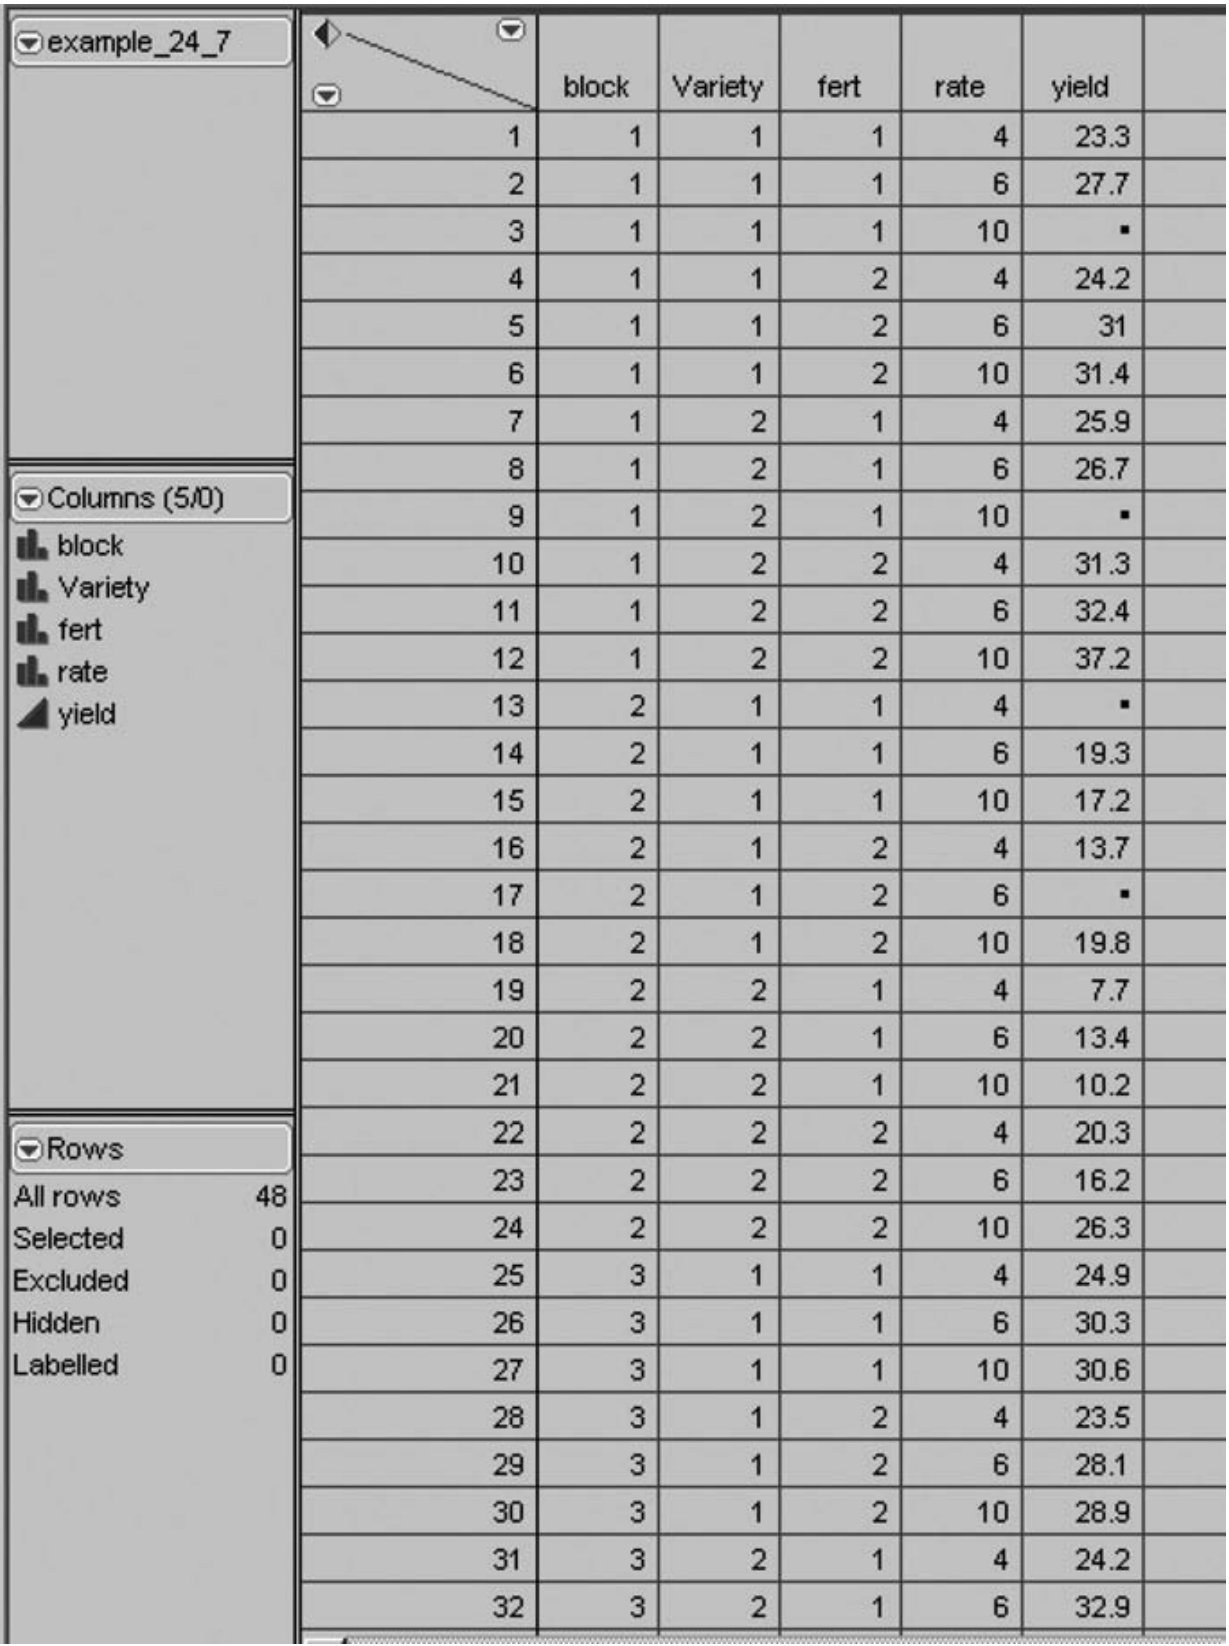 example_24_7
Columns (5/0)
block
Variety
fert
rate
yield
Rows
All rows 48
Selected 0
Excluded 0
Hidden 0
Labelled 0
block Variety fert rate yield
1 1 1 1 4 23.3
2 1 1 1 6 27.7
3 1 1 1 10 .
4 1 1 2 4 24.2
5 1 1 2 6 31
6 1 1 2 10 31.4
7 1 2 1 4 25.9
8 1 2 1 6 26.7
9 1 2 1 10 .
10 1 2 2 4 31.3
11 1 2 2 6 32.4
12 1 2 2 10 37.2
13 2 1 1 4 .
14 2 1 1 6 19.3
15 2 1 1 10 17.2
16 2 1 2 4 13.7
17 2 1 2 6 .
18 2 1 2 10 19.8
19 2 2 1 4 7.7
20 2 2 1 6 13.4
21 2 2 1 10 10.2
22 2 2 2 4 20.3
23 2 2 2 6 16.2
24 2 2 2 10 26.3
25 3 1 1 4 24.9
26 3 1 1 6 30.3
27 3 1 1 10 30.6
28 3 1 2 4 23.5
29 3 1 2 6 28.1
30 3 1 2 10 28.9
31 3 2 1 4 24.2
32 3 2 1 6 32.9